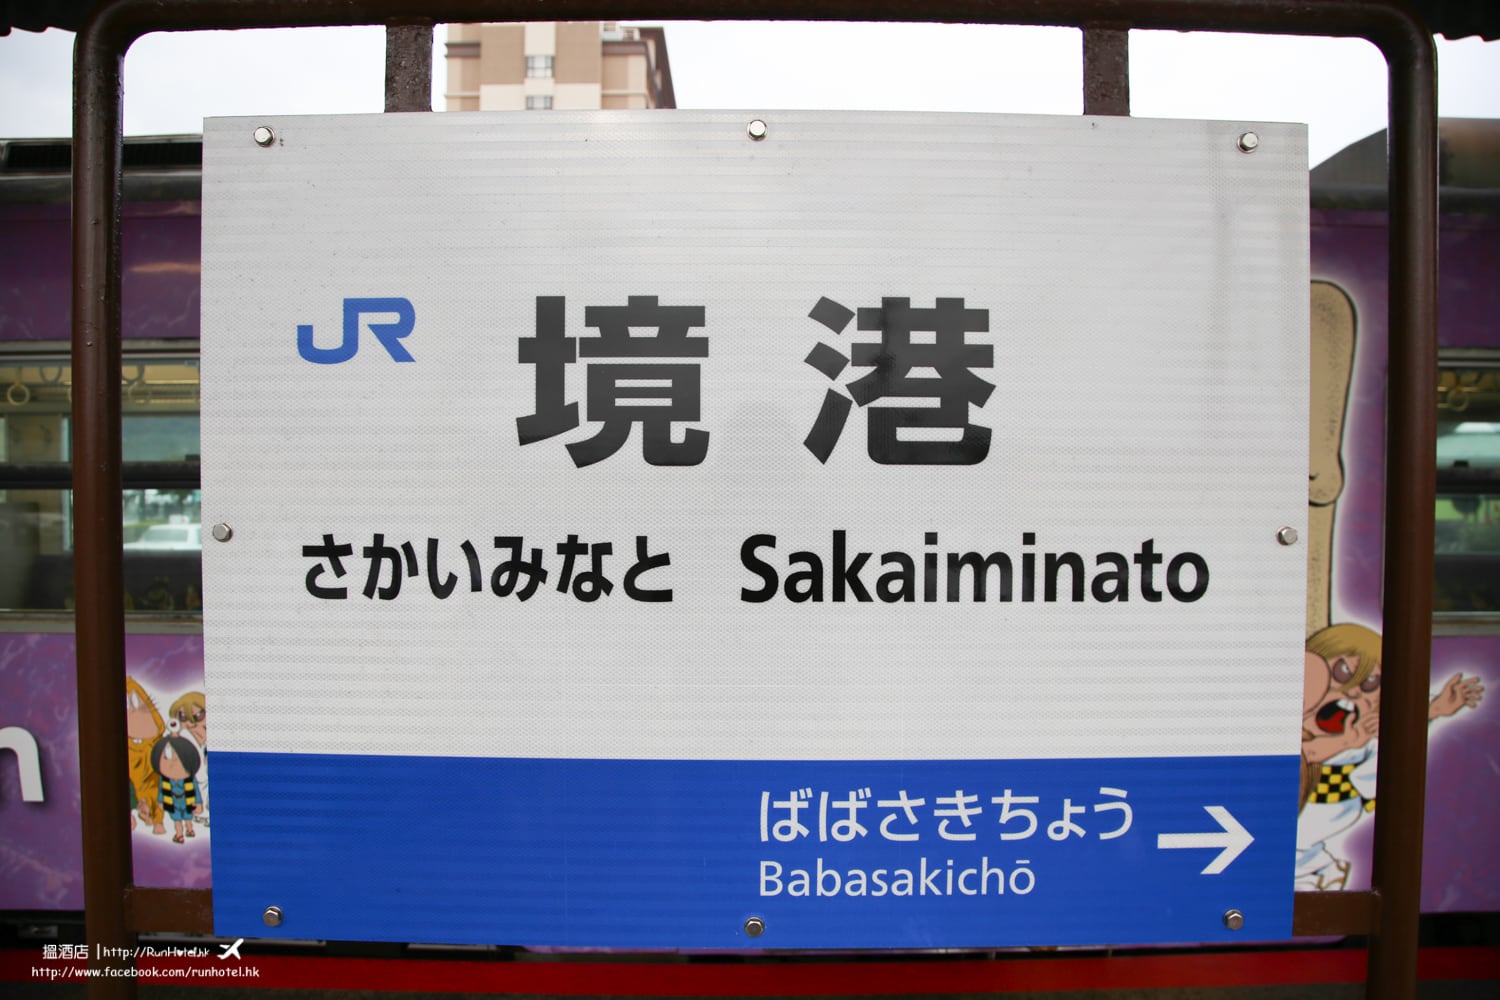 JR 境港
さかいみなと Sakaiminato
ばばさきちょう →
Babasakichō
n
搵酒店 | http://RunHotel.hk
http://www.facebook.com/runhotel.hk